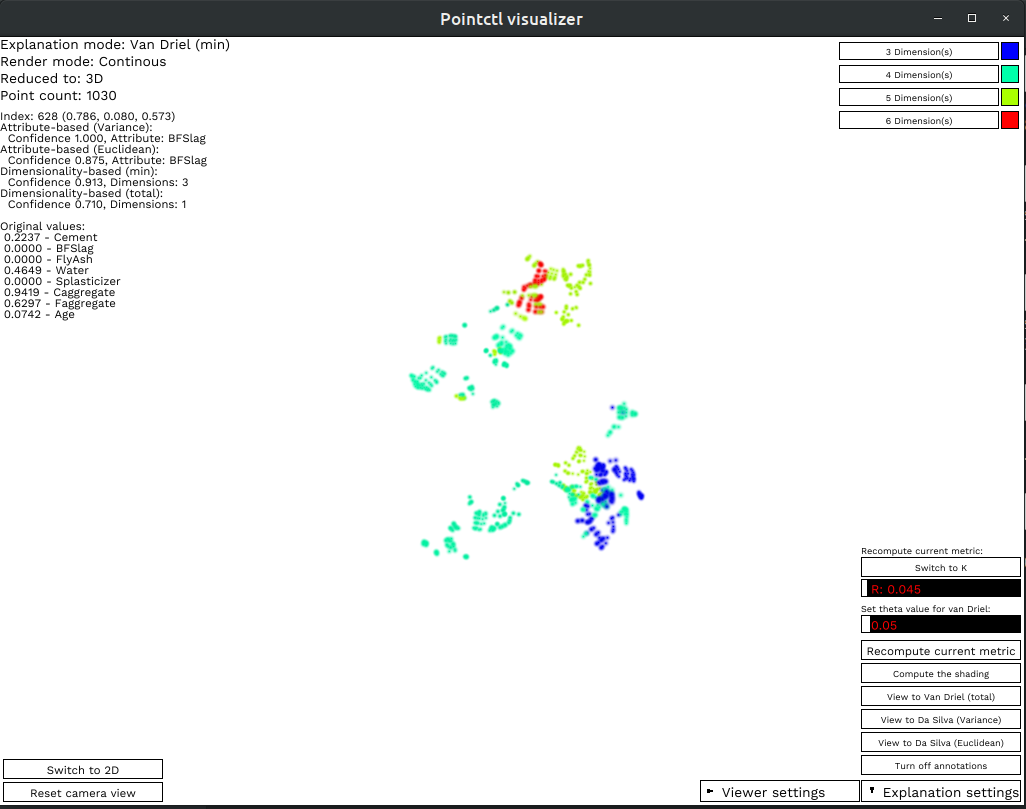 Pointctl visualizer
Explanation mode: Van Driel (min)
Render mode: Continous
Reduced to: 3D
Point count: 1030
Index: 628 (0.786, 0.080, 0.573)
Attribute-based (Variance):
Confidence 1.000, Attribute: BFSlag
Attribute-based (Euclidean):
Confidence 0.875, Attribute: BFSlag
Dimensionality-based (min):
Confidence 0.913, Dimensions: 3
Dimensionality-based (total):
Confidence 0.710, Dimensions: 1
Original values:
0.2237 - Cement
0.0000 - BFSlag
0.0000 - FlyAsh
0.4649 - Water
0.0000 - Splasticizer
0.9419 - Caggregate
0.6297 - Faggregate
0.0742 - Age
3 Dimension(s)
4 Dimension(s)
5 Dimension(s)
6 Dimension(s)
Recompute current metric:
Switch to K
R: 0.045
Set theta value for van Driel:
0.05
Recompute current metric
Compute the shading
View to Van Driel (total)
View to Da Silva (Variance)
View to Da Silva (Euclidean)
Turn off annotations
Switch to 2D
Reset camera view
Viewer settings
Explanation settings